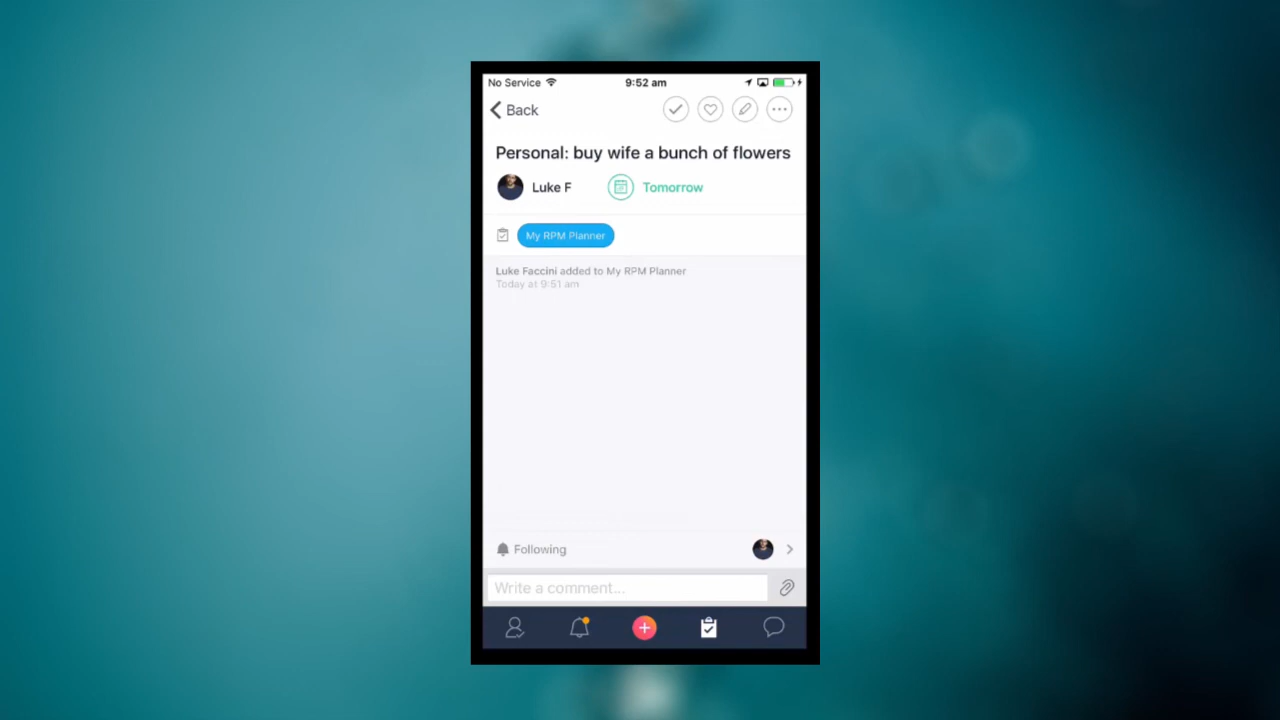 No Service 9:52 am
Back
Personal: buy wife a bunch of flowers
Luke F Tomorrow
My RPM Planner
Luke Faccini added to My RPM Planner
Today at 9:51 am
Following
Write a comment...